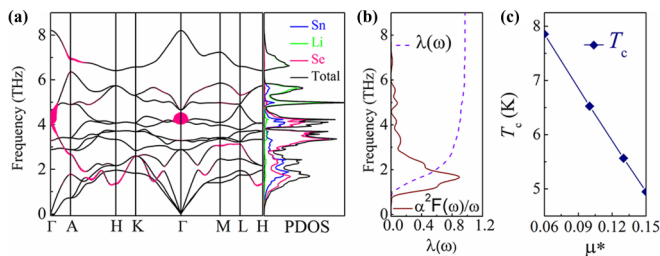 (a)
Frequency (THz)
8
6
4
2
0
Γ A H K Γ M L H PDOS
Sn
Li
Se
Total
(b)
Frequency (THz)
8
6
4
2
0
λ(ω)
α²F(ω)/ω
0.0 0.4 0.8 1.2
λ(ω)
(c)
T_c (K)
8
7
6
5
T_c
0.06 0.09 0.12 0.15
μ*